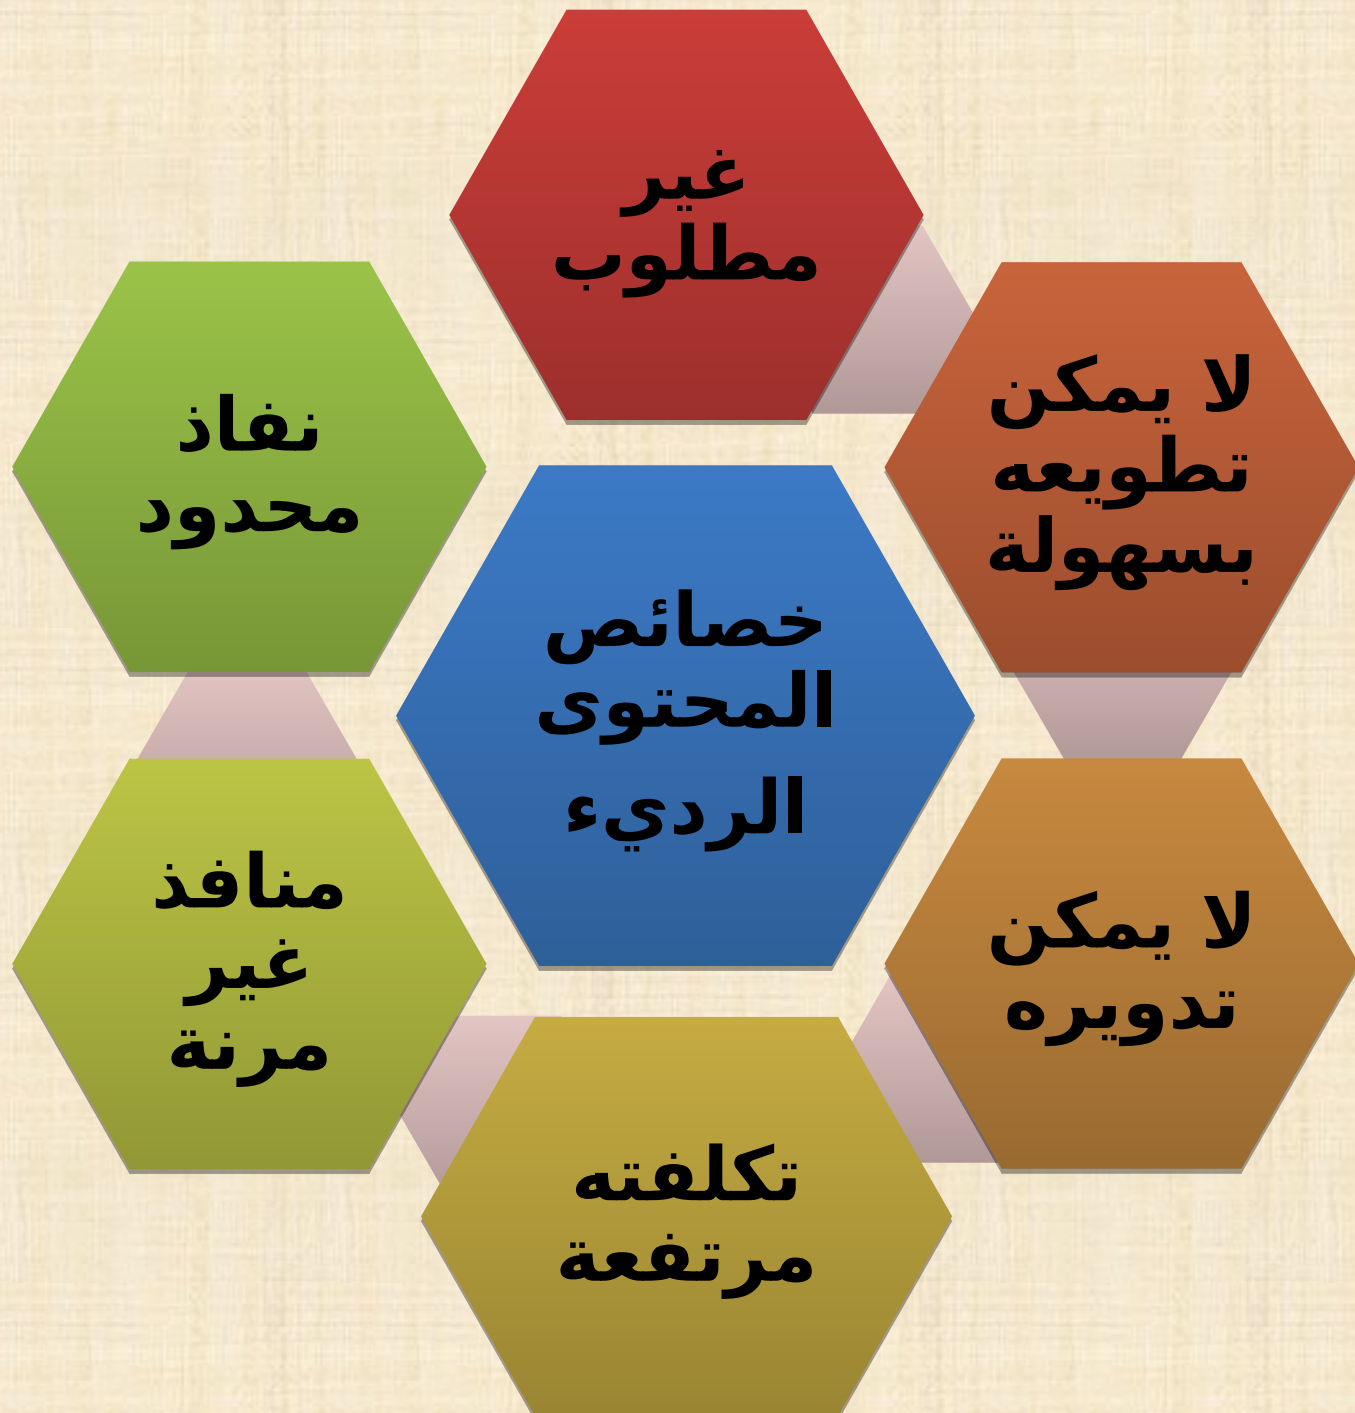 غير
مطلوب
لا يمكن
تطويعه
بسهولة
لا يمكن
تدويره
تكلفته
مرتفعة
منافذ
غير
مرنة
نفاذ
محدود
خصائص
المحتوى
الرديء